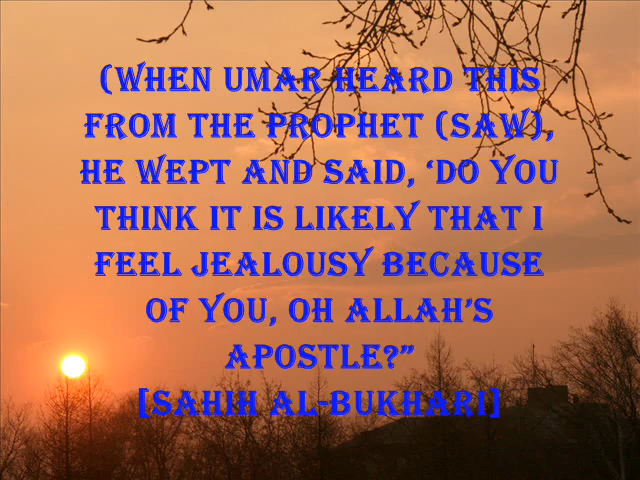 (When Umar heard this
from the Prophet (SAW),
he wept and said, ‘Do you
think it is likely that I
feel jealousy because
of you, oh Allah’s
Apostle?”
[Sahih al-Bukhari]